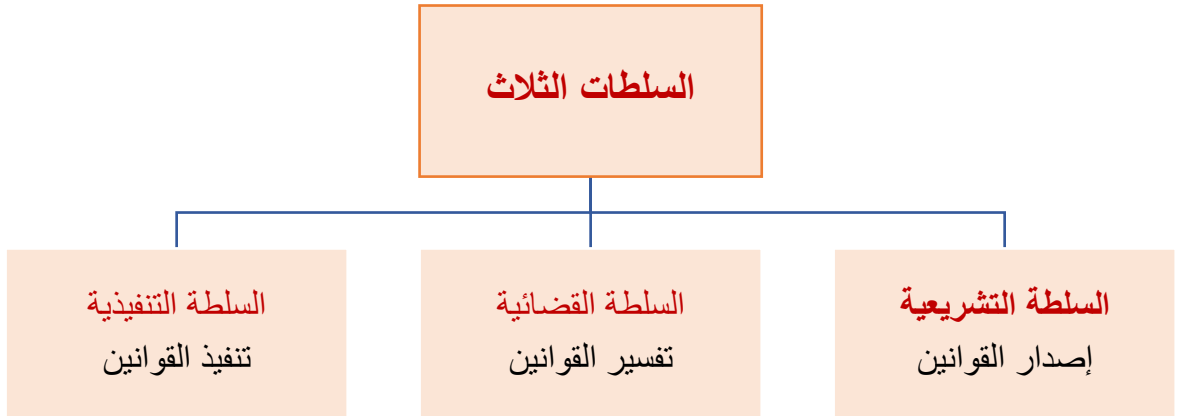 السلطات الثلاث
السلطة التشريعية
إصدار القوانين
السلطة القضائية
تفسير القوانين
السلطة التنفيذية
تنفيذ القوانين